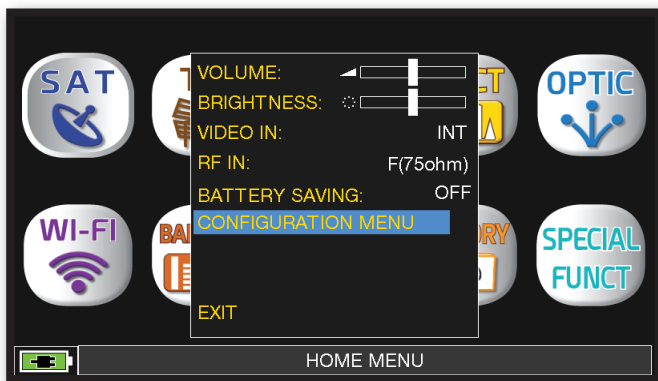 SAT
OPTIC
VOLUME:
BRIGHTNESS:
VIDEO IN: INT
RF IN: F(75ohm)
BATTERY SAVING: OFF
CONFIGURATION MENU
EXIT
WI-FI
SPECIAL
FUNCT
HOME MENU